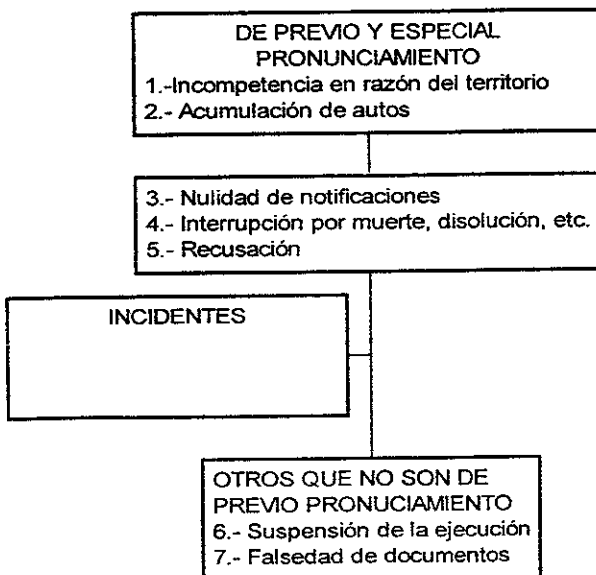 DE PREVIO Y ESPECIAL
PRONUNCIAMIENTO
1.-Incompetencia en razón del territorio
2.- Acumulación de autos
3.- Nulidad de notificaciones
4.- Interrupción por muerte, disolución, etc.
5.- Recusación
INCIDENTES
OTROS QUE NO SON DE
PREVIO PRONUCIAMIENTO
6.- Suspensión de la ejecución
7.- Falsedad de documentos